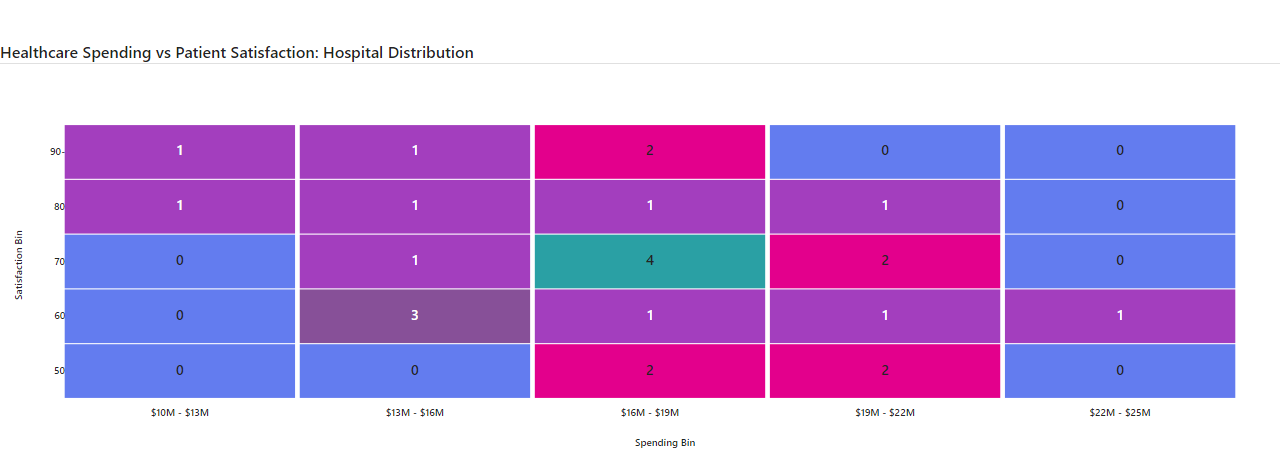 Healthcare Spending vs Patient Satisfaction: Hospital Distribution
90-
1 1 2 0 0
80
1 1 1 1 0
Satisfaction Bin
70
0 1 4 2 0
60
0 3 1 1 1
50
0 0 2 2 0
$10M - $13M $13M - $16M $16M - $19M $19M - $22M $22M - $25M
Spending Bin